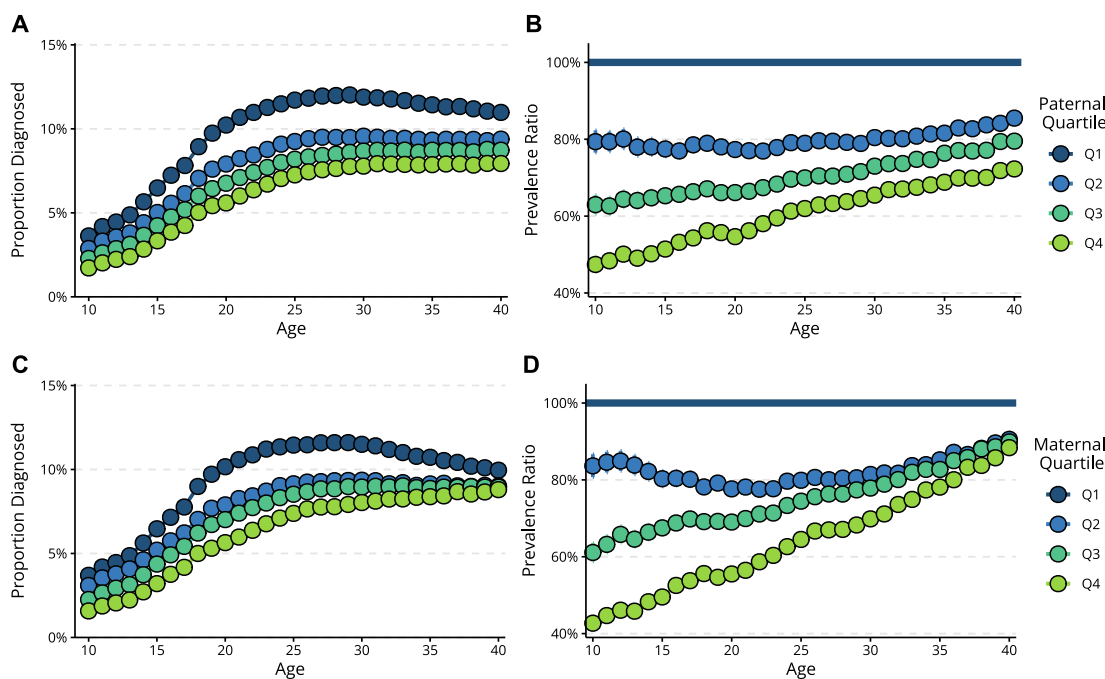 A
15%
10%
5%
0%
Proportion Diagnosed
10 15 20 25 30 35 40
Age
B
100%
80%
60%
40%
Prevalence Ratio
10 15 20 25 30 35 40
Age
Paternal
Quartile
Q1
Q2
Q3
Q4
C
15%
10%
5%
0%
Proportion Diagnosed
10 15 20 25 30 35 40
Age
D
100%
80%
60%
40%
Prevalence Ratio
10 15 20 25 30 35 40
Age
Maternal
Quartile
Q1
Q2
Q3
Q4